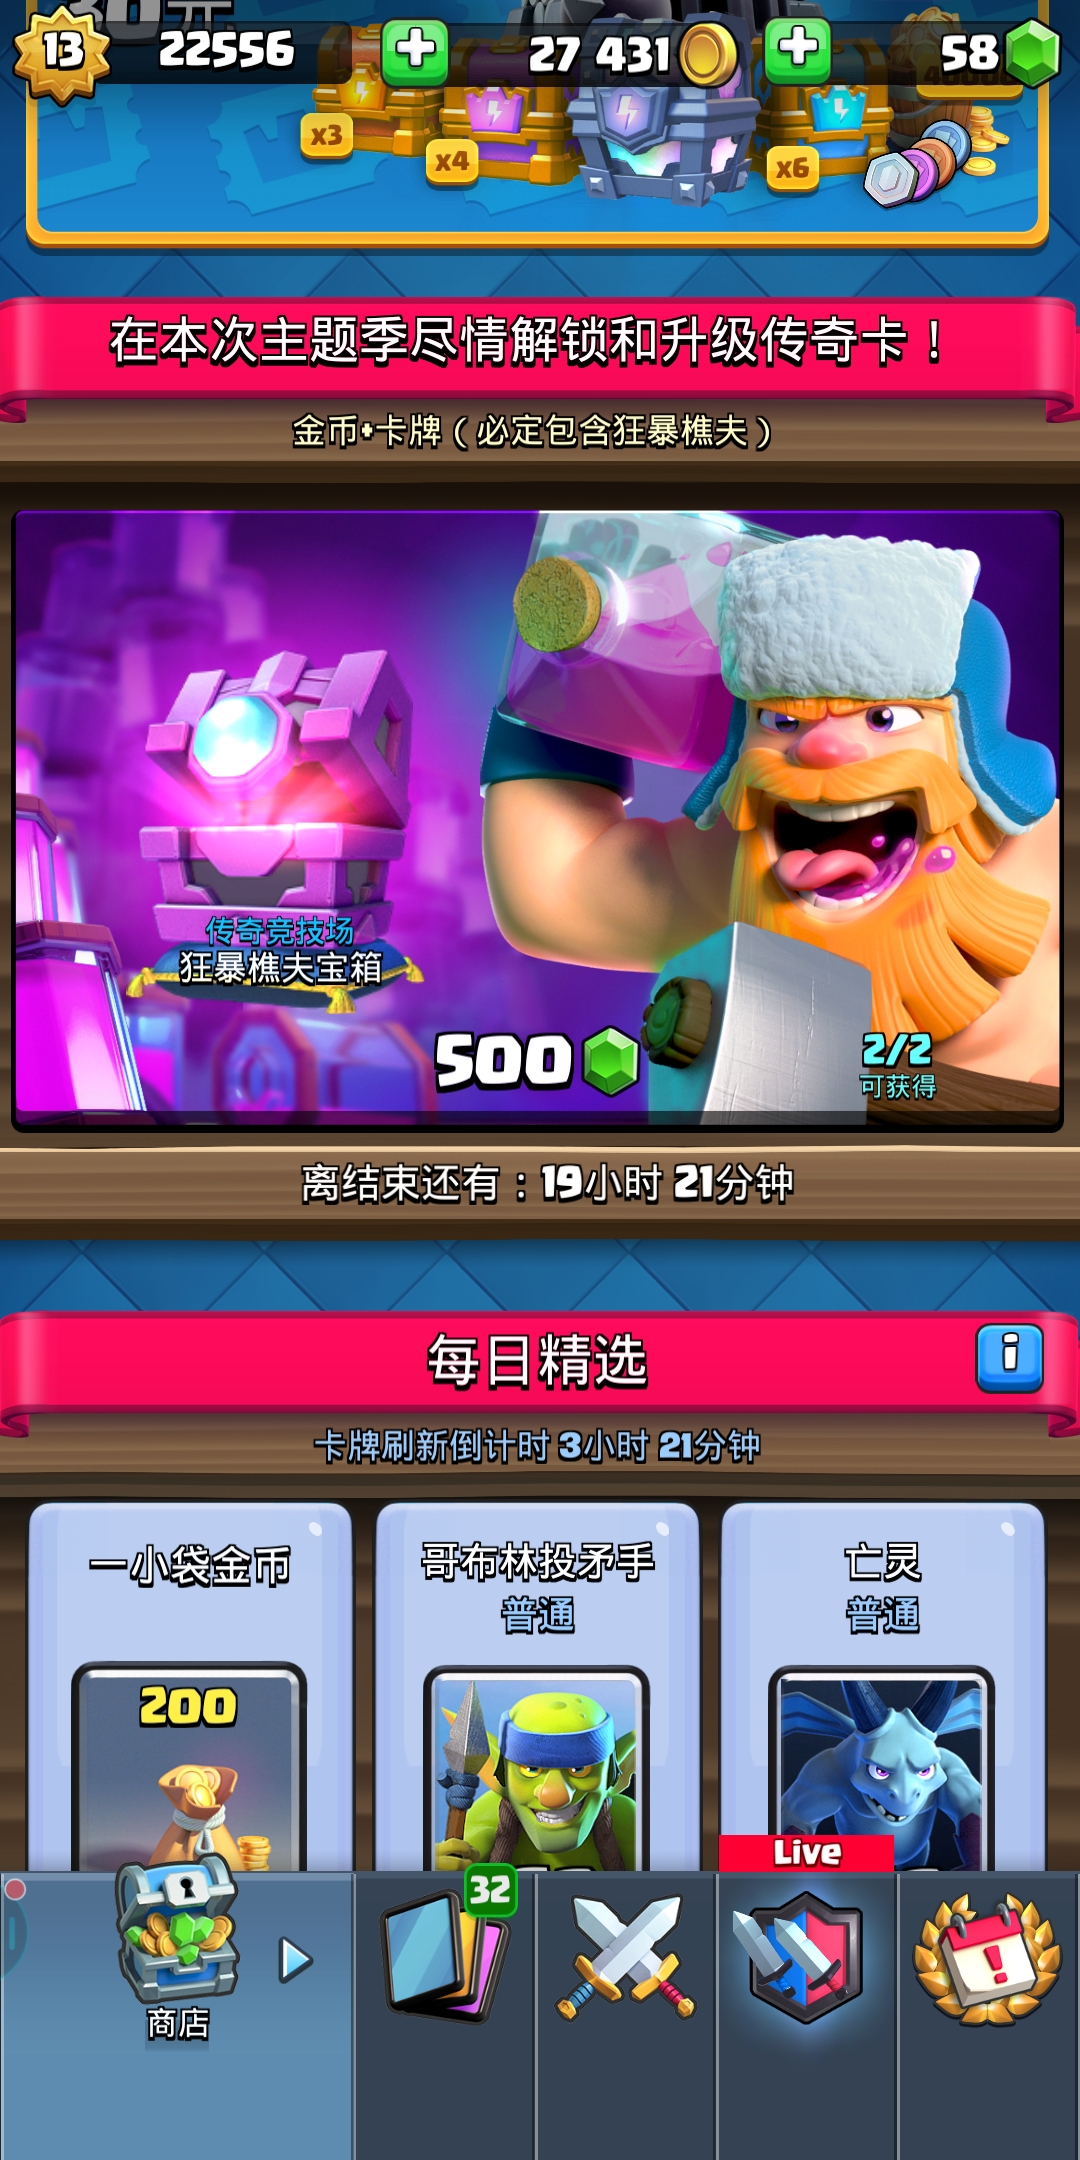 30元
13
22556
27 431
58
x3
x4
x6
在本次主题季尽情解锁和升级传奇卡！
金币+卡牌（必定包含狂暴樵夫）
传奇竞技场
狂暴樵夫宝箱
500
2/2
可获得
离结束还有：19小时 21分钟
每日精选
i
卡牌刷新倒计时 3小时 21分钟
一小袋金币
哥布林投矛手
普通
亡灵
普通
200
Live
32
商店